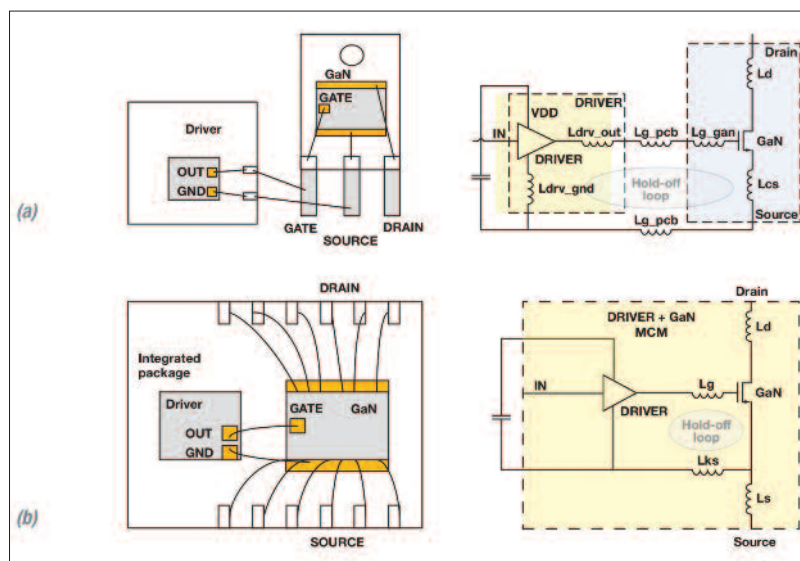 GaN
GATE
Driver
OUT
GND
(a)
GATE
SOURCE
DRAIN
Drain
Ld
VDD
DRIVER
IN
Ldrv_out
Lg_pcb
Lg_gan
GaN
DRIVER
Ldrv_gnd
Hold-off
loop
Lcs
Source
Lg_pcb
DRAIN
Integrated
package
Driver
GATE
GaN
OUT
GND
(b)
SOURCE
Drain
DRIVER + GaN
MCM
Ld
IN
Lg
GaN
DRIVER
Hold-off
loop
Lks
Ls
Source